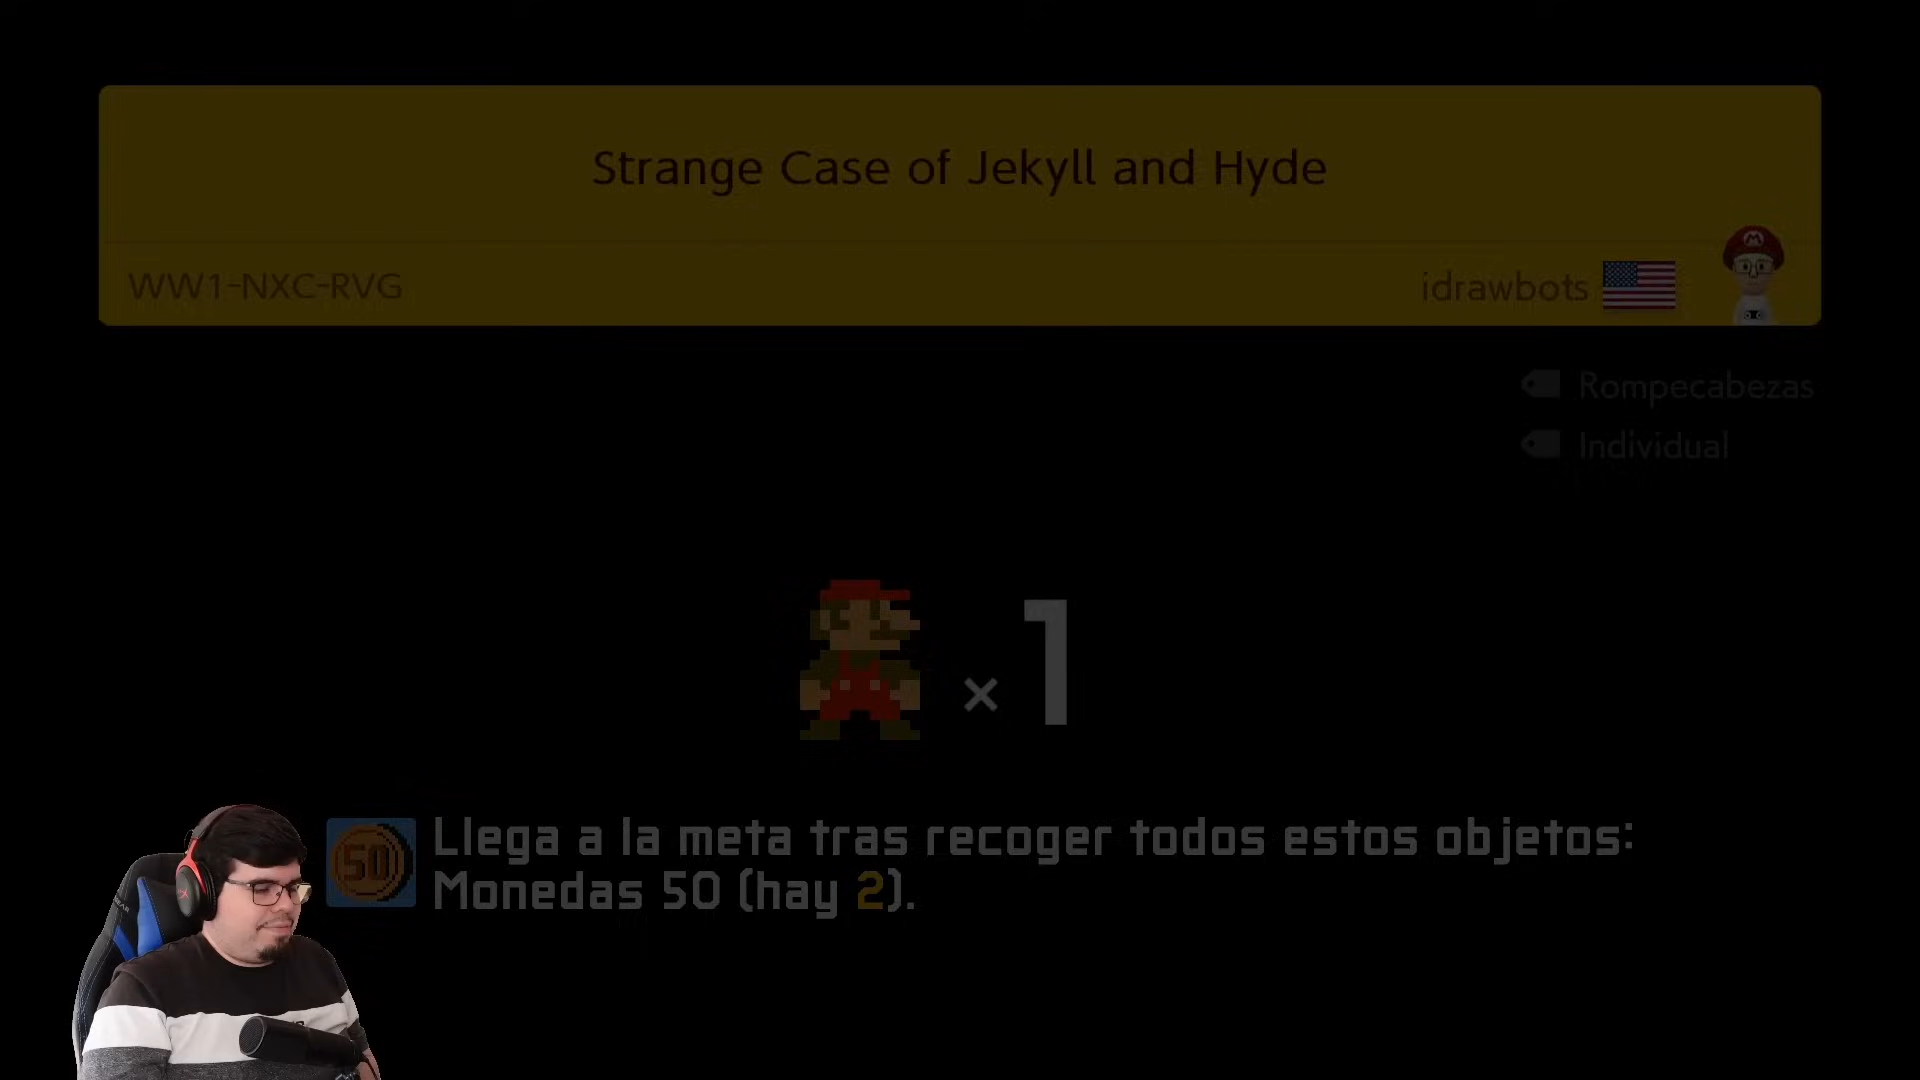 Strange Case of Jekyll and Hyde
WW1-NXC-RVG
idrawbots
Rompecabezas
Individual
× 1
50 Llega a la meta tras recoger todos estos objetos:
Monedas 50 (hay 2).